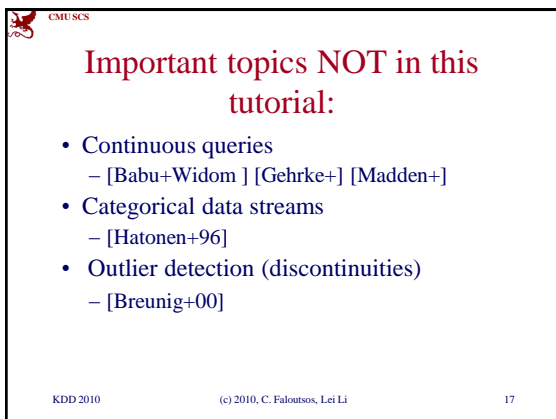 CMU SCS
Important topics NOT in this
tutorial:
• Continuous queries
– [Babu+Widom ] [Gehrke+] [Madden+]
• Categorical data streams
– [Hatonen+96]
• Outlier detection (discontinuities)
– [Breunig+00]
KDD 2010 (c) 2010, C. Faloutsos, Lei Li 17